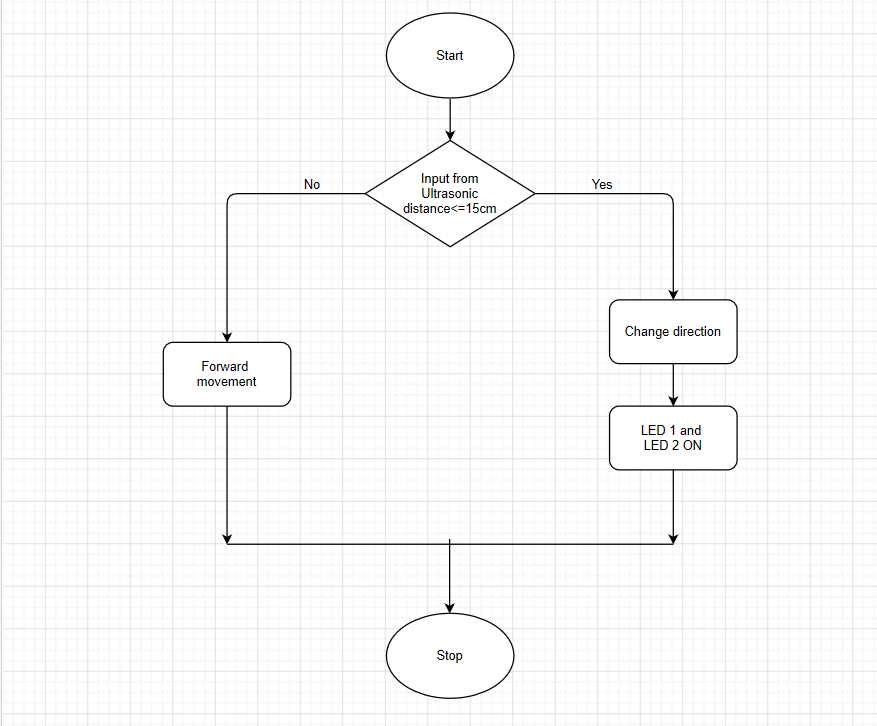 Start
No
Input from
Ultrasonic
distance<=15cm
Yes
Change direction
Forward
movement
LED 1 and
LED 2 ON
Stop